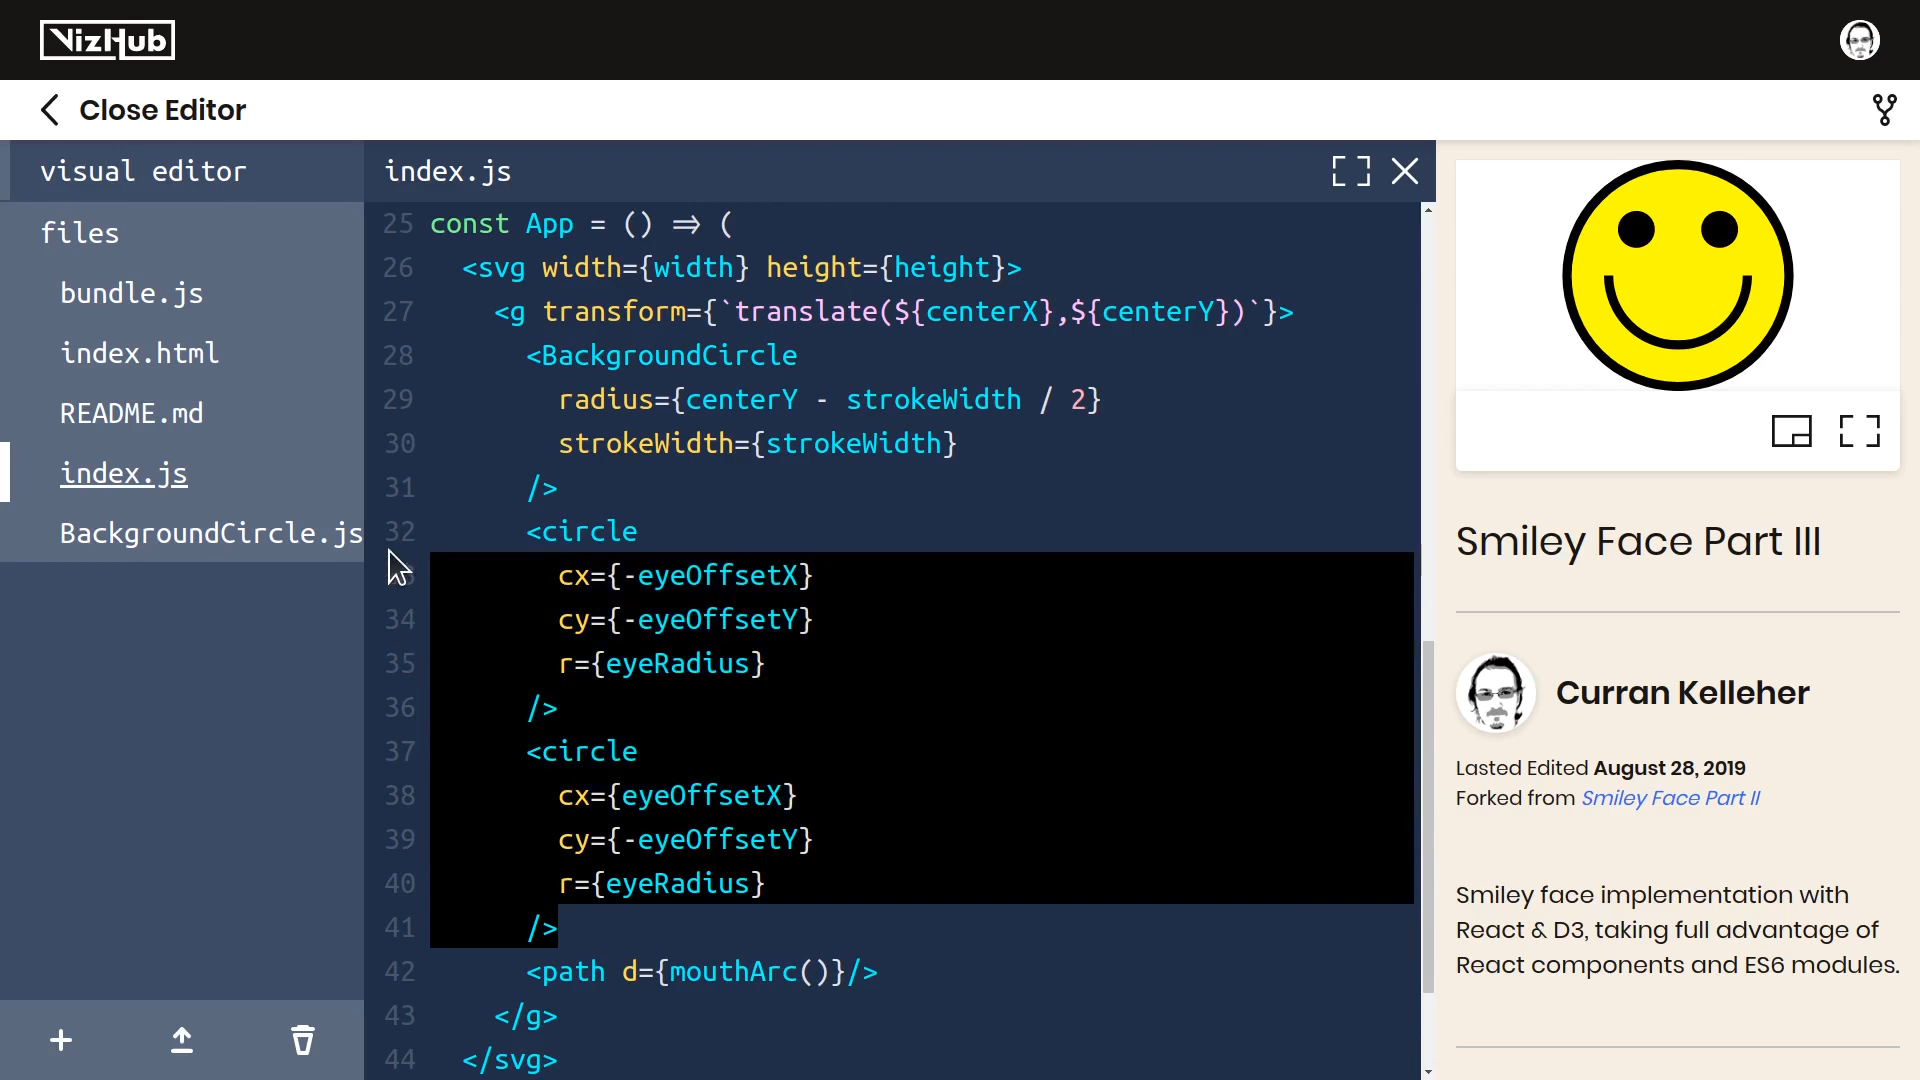 VizHub
Close Editor
visual editor
files
bundle.js
index.html
README.md
index.js
BackgroundCircle.js
index.js
25 const App = () => (
26 <svg width={width} height={height}>
27 <g transform={`translate(${centerX},${centerY})`}>
28 <BackgroundCircle
29 radius={centerY - strokeWidth / 2}
30 strokeWidth={strokeWidth}
31 />
32 <circle
cx={-eyeOffsetX}
34 cy={-eyeOffsetY}
35 r={eyeRadius}
36 />
37 <circle
38 cx={eyeOffsetX}
39 cy={-eyeOffsetY}
40 r={eyeRadius}
41 />
42 <path d={mouthArc()}/>
43 </g>
44 </svg>
Smiley Face Part III
Curran Kelleher
Lasted Edited August 28, 2019
Forked from Smiley Face Part II
Smiley face implementation with
React & D3, taking full advantage of
React components and ES6 modules.